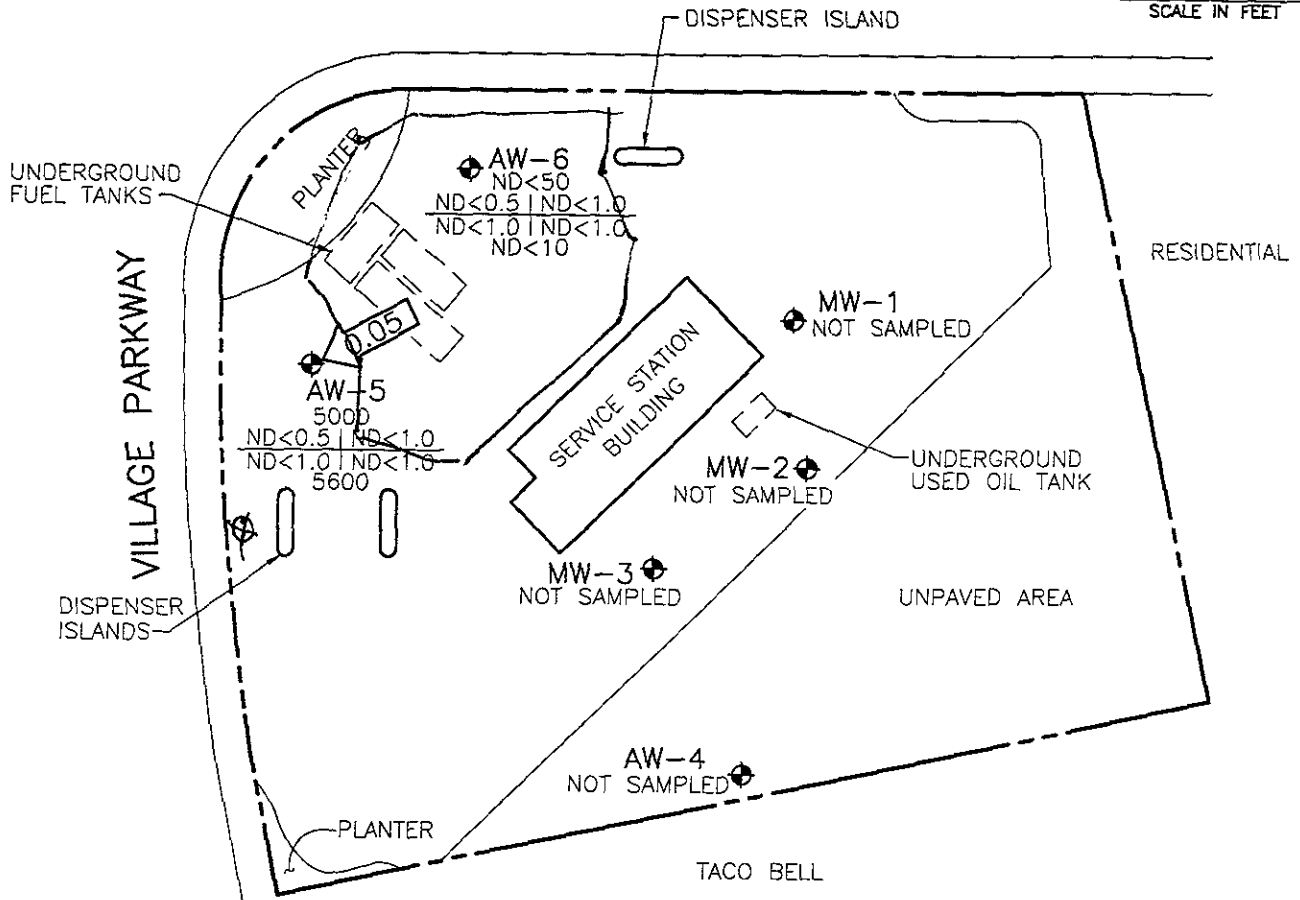 SCALE IN FEET
DISPENSER ISLAND
UNDERGROUND
FUEL TANKS
PLANTER
AW-6
ND<50
ND<0.5 | ND<1.0
ND<1.0 | ND<1.0
ND<10
RESIDENTIAL
VILLAGE PARKWAY
MW-1
NOT SAMPLED
0.05
AW-5
5000
ND<0.5 | ND<1.0
ND<1.0 | ND<1.0
5600
SERVICE STATION
BUILDING
MW-2
NOT SAMPLED
UNDERGROUND
USED OIL TANK
MW-3
NOT SAMPLED
UNPAVED AREA
DISPENSER
ISLANDS
AW-4
NOT SAMPLED
PLANTER
TACO BELL